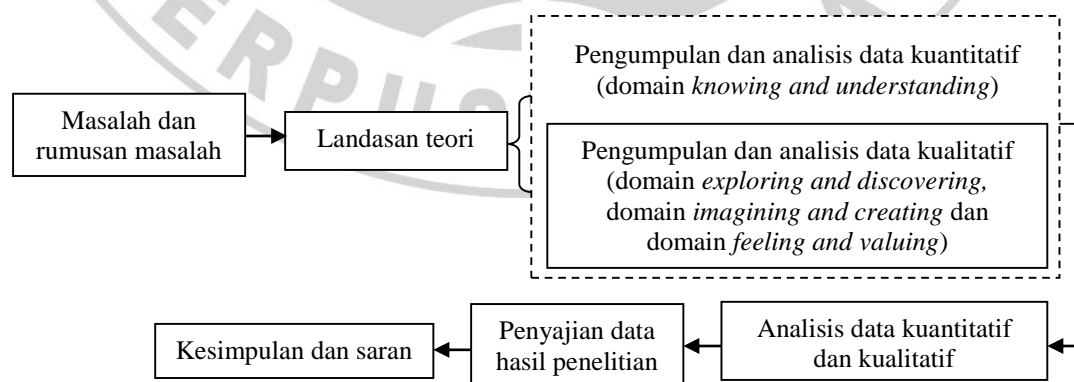 Pengumpulan dan analisis data kuantitatif
(domain knowing and understanding)
Masalah dan
rumusan masalah
Landasan teori
Pengumpulan dan analisis data kualitatif
(domain exploring and discovering,
domain imagining and creating dan
domain feeling and valuing)
Analisis data kuantitatif
dan kualitatif
Penyajian data
hasil penelitian
Kesimpulan dan saran